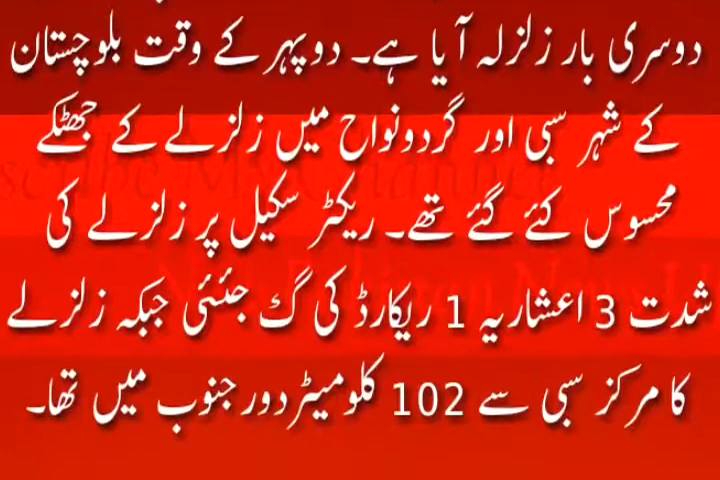 دوسری بار زلزلہ آیا ہے۔ دوپہر کے وقت بلوچستان
کے شہر سبی اور گردونواح میں زلزلے کے جھٹکے
محسوس کئے گئے تھے۔ ریکٹر سکیل پر زلزلے کی
شدت 3 اعشاریہ 1 ریکارڈ کی گ جئئی جبکہ زلزلے
کا مرکز سبی سے 102 کلومیٹر دور جنوب میں تھا۔